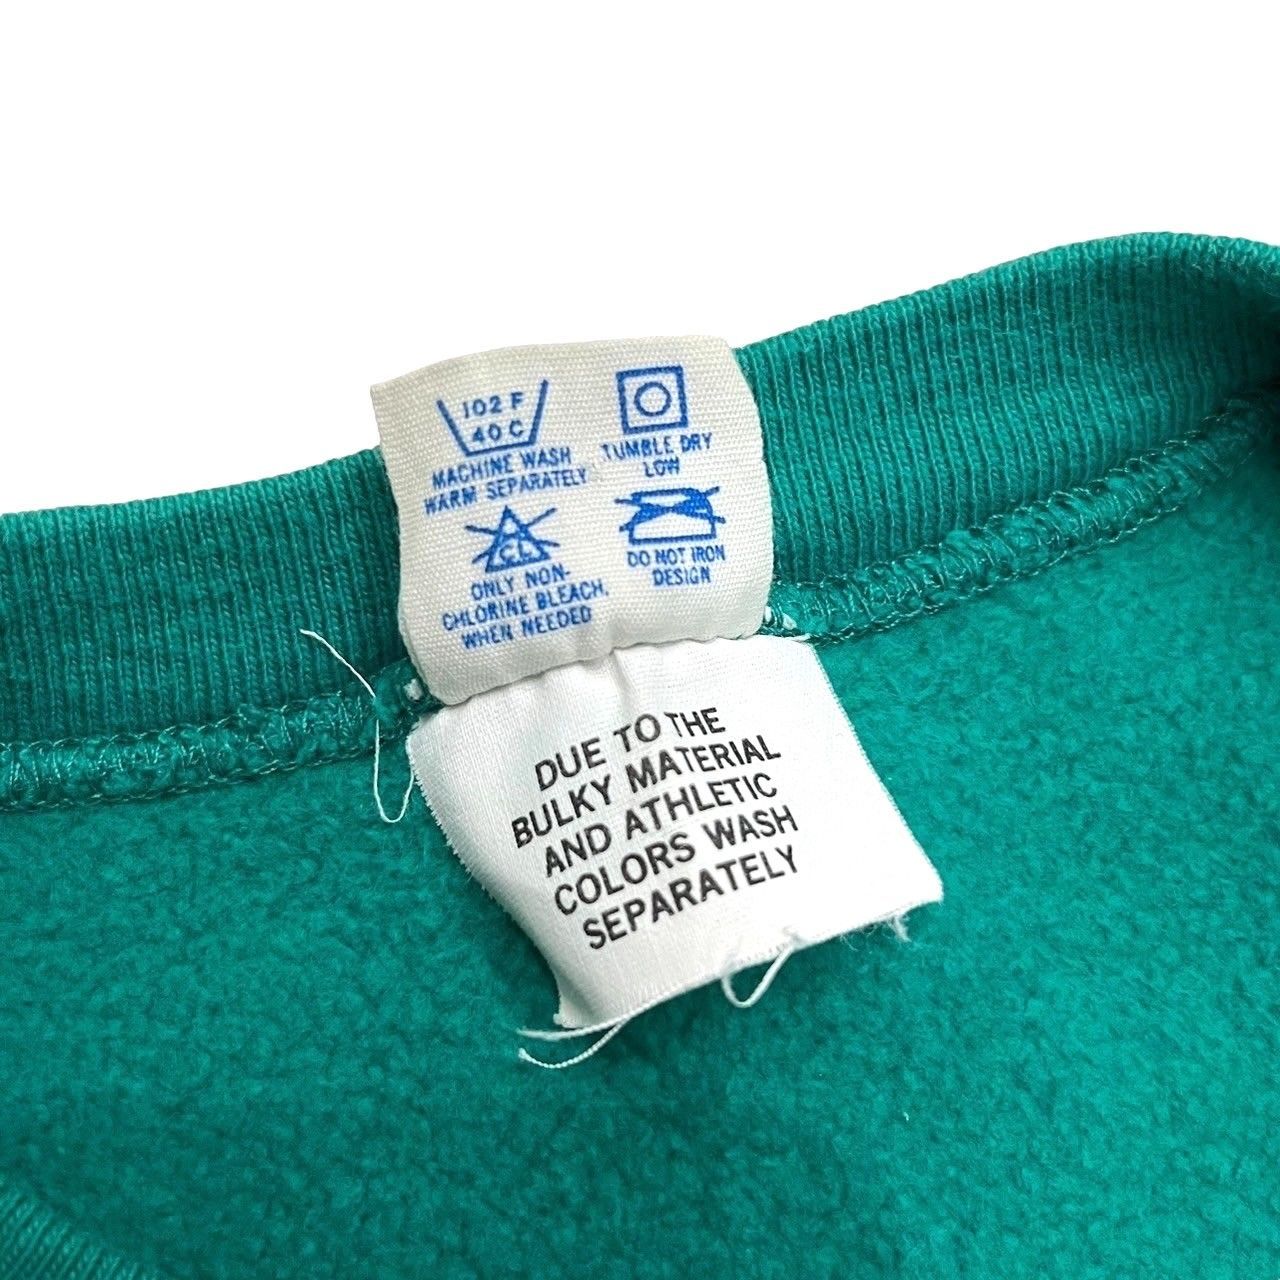 102 F
40 C
MACHINE WASH
WARM SEPARATELY
TUMBLE DRY
LOW
CL
ONLY NON-
CHLORINE BLEACH,
WHEN NEEDED
DO NOT IRON
DESIGN
DUE TO THE
BULKY MATERIAL
AND ATHLETIC
COLORS WASH
SEPARATELY